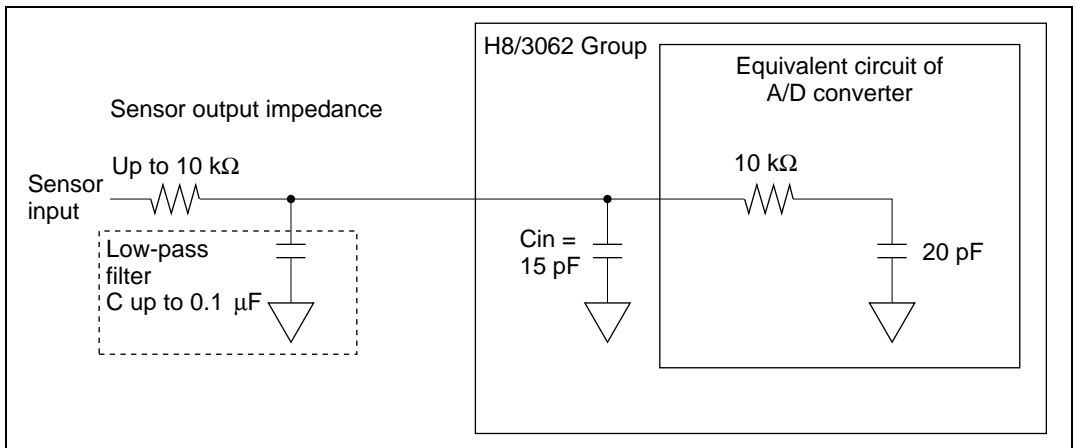 H8/3062 Group
Equivalent circuit of
A/D converter
Sensor output impedance
Up to 10 kΩ
10 kΩ
Sensor
input
Low-pass
filter
C up to 0.1 μF
Cin =
15 pF
20 pF